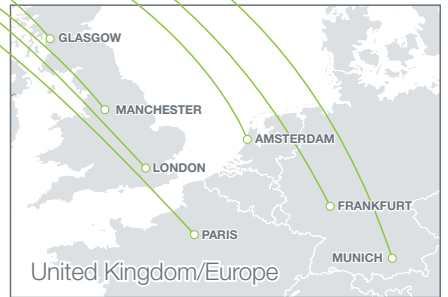 GLASGOW
MANCHESTER
AMSTERDAM
LONDON
FRANKFURT
PARIS
MUNICH
United Kingdom/Europe